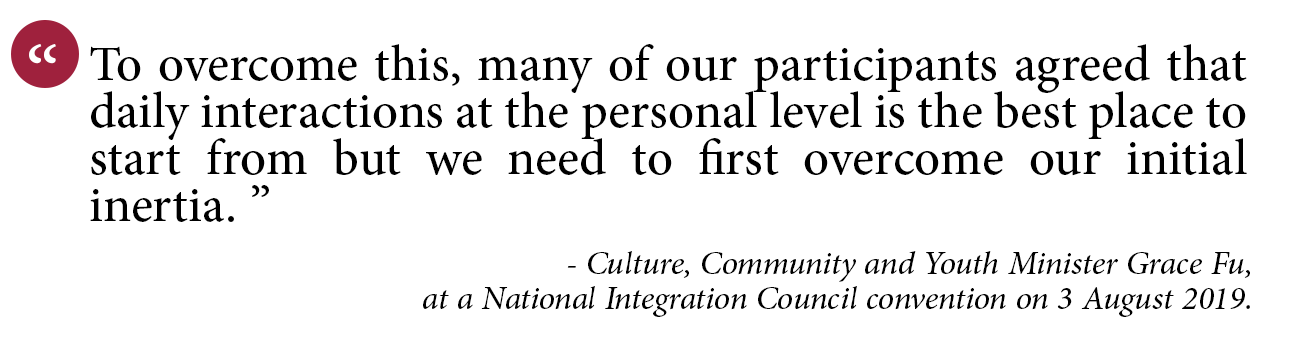 “ To overcome this, many of our participants agreed that
daily interactions at the personal level is the best place to
start from but we need to first overcome our initial
inertia. ”
- Culture, Community and Youth Minister Grace Fu,
at a National Integration Council convention on 3 August 2019.